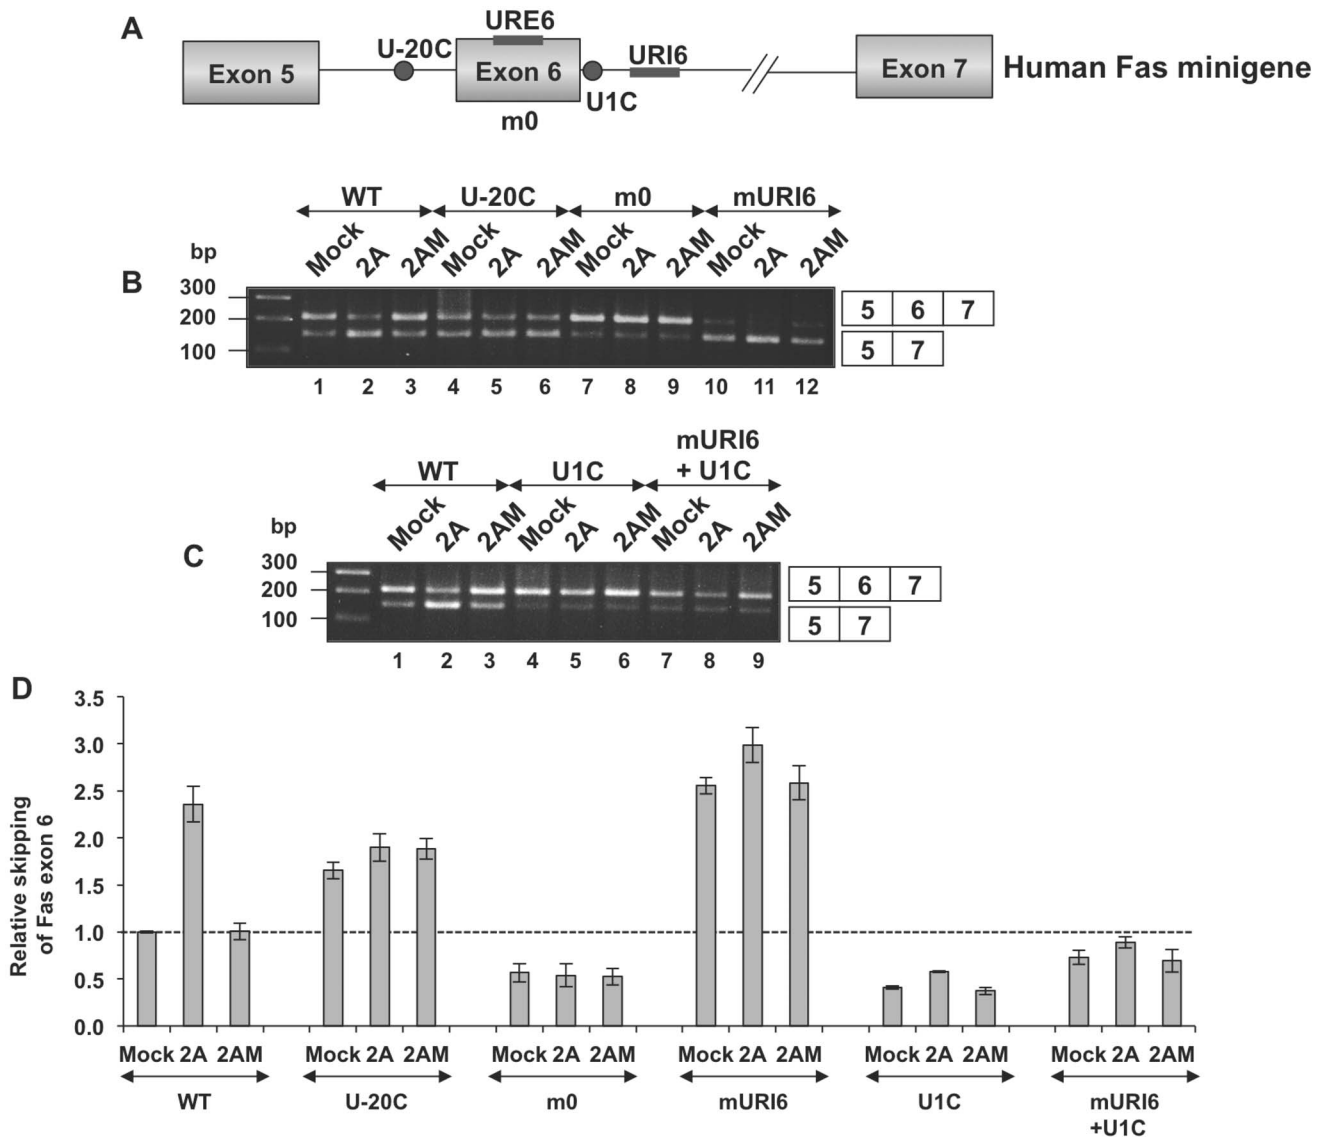 A
Exon 5
U-20C
URE6
Exon 6
m0
U1C
URI6
Exon 7
Human Fas minigene
B
WT U-20C m0 mURI6
Mock 2A 2AM Mock 2A 2AM Mock 2A 2AM Mock 2A 2AM
bp
300
200
100
5 6 7
5 7
1 2 3 4 5 6 7 8 9 10 11 12
C
WT U1C mURI6
+ U1C
Mock 2A 2AM Mock 2A 2AM Mock 2A 2AM
bp
300
200
100
5 6 7
5 7
1 2 3 4 5 6 7 8 9
D
Relative skipping
of Fas exon 6
3.5
3.0
2.5
2.0
1.5
1.0
0.5
0.0
Mock 2A 2AM Mock 2A 2AM Mock 2A 2AM Mock 2A 2AM Mock 2A 2AM Mock 2A 2AM
WT U-20C m0 mURI6 U1C mURI6
+U1C